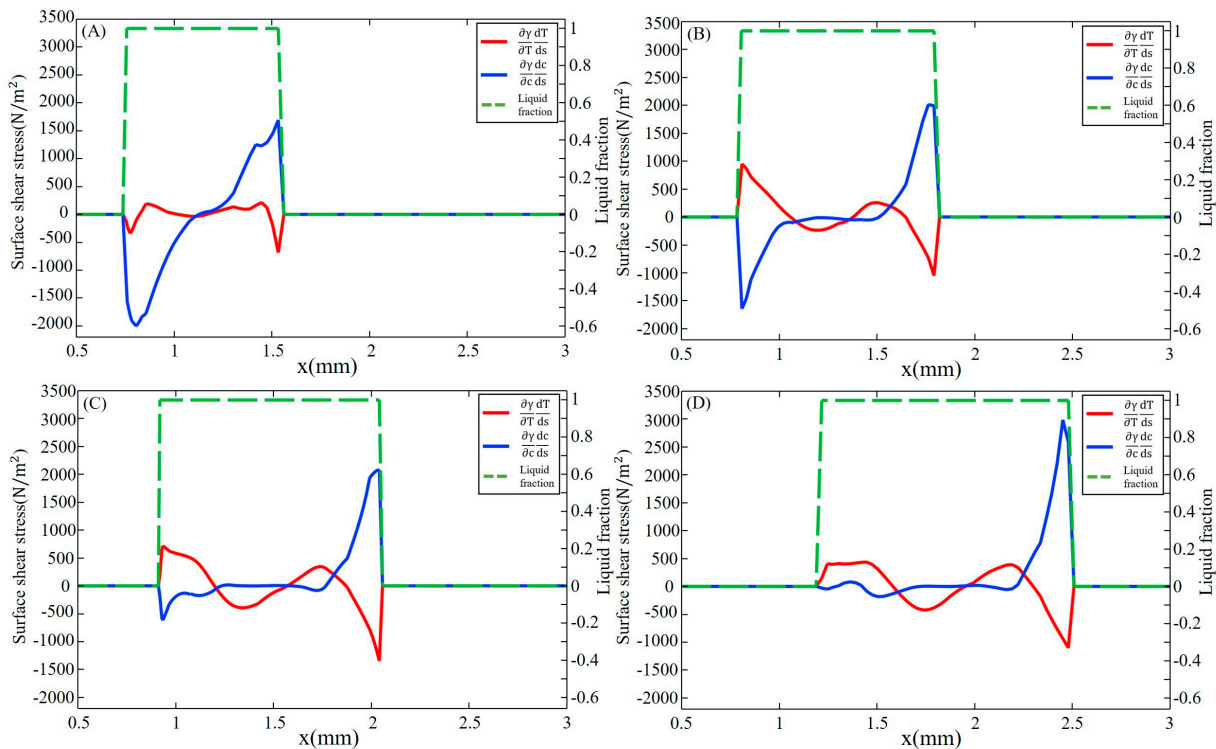 (A)
3500
3000
2500
2000
1500
1000
500
0
-500
-1000
-1500
-2000
Surface shear stress(N/m²)
0.5 1 1.5 2 2.5 3
x(mm)
1
0.8
0.6
0.4
0.2
0
-0.2
-0.4
-0.6
Liquid fraction
∂γ dT
∂T ds
∂γ dc
∂c ds
Liquid
fraction
(B)
3500
3000
2500
2000
1500
1000
500
0
-500
-1000
-1500
-2000
Surface shear stress(N/m²)
0.5 1 1.5 2 2.5 3
x(mm)
1
0.8
0.6
0.4
0.2
0
-0.2
-0.4
-0.6
Liquid fraction
∂γ dT
∂T ds
∂γ dc
∂c ds
Liquid
fraction
(C)
3500
3000
2500
2000
1500
1000
500
0
-500
-1000
-1500
-2000
Surface shear stress(N/m²)
0.5 1 1.5 2 2.5 3
x(mm)
1
0.8
0.6
0.4
0.2
0
-0.2
-0.4
-0.6
Liquid fraction
∂γ dT
∂T ds
∂γ dc
∂c ds
Liquid
fraction
(D)
3500
3000
2500
2000
1500
1000
500
0
-500
-1000
-1500
-2000
Surface shear stress(N/m²)
0.5 1 1.5 2 2.5 3
x(mm)
1
0.8
0.6
0.4
0.2
0
-0.2
-0.4
-0.6
Liquid fraction
∂γ dT
∂T ds
∂γ dc
∂c ds
Liquid
fraction